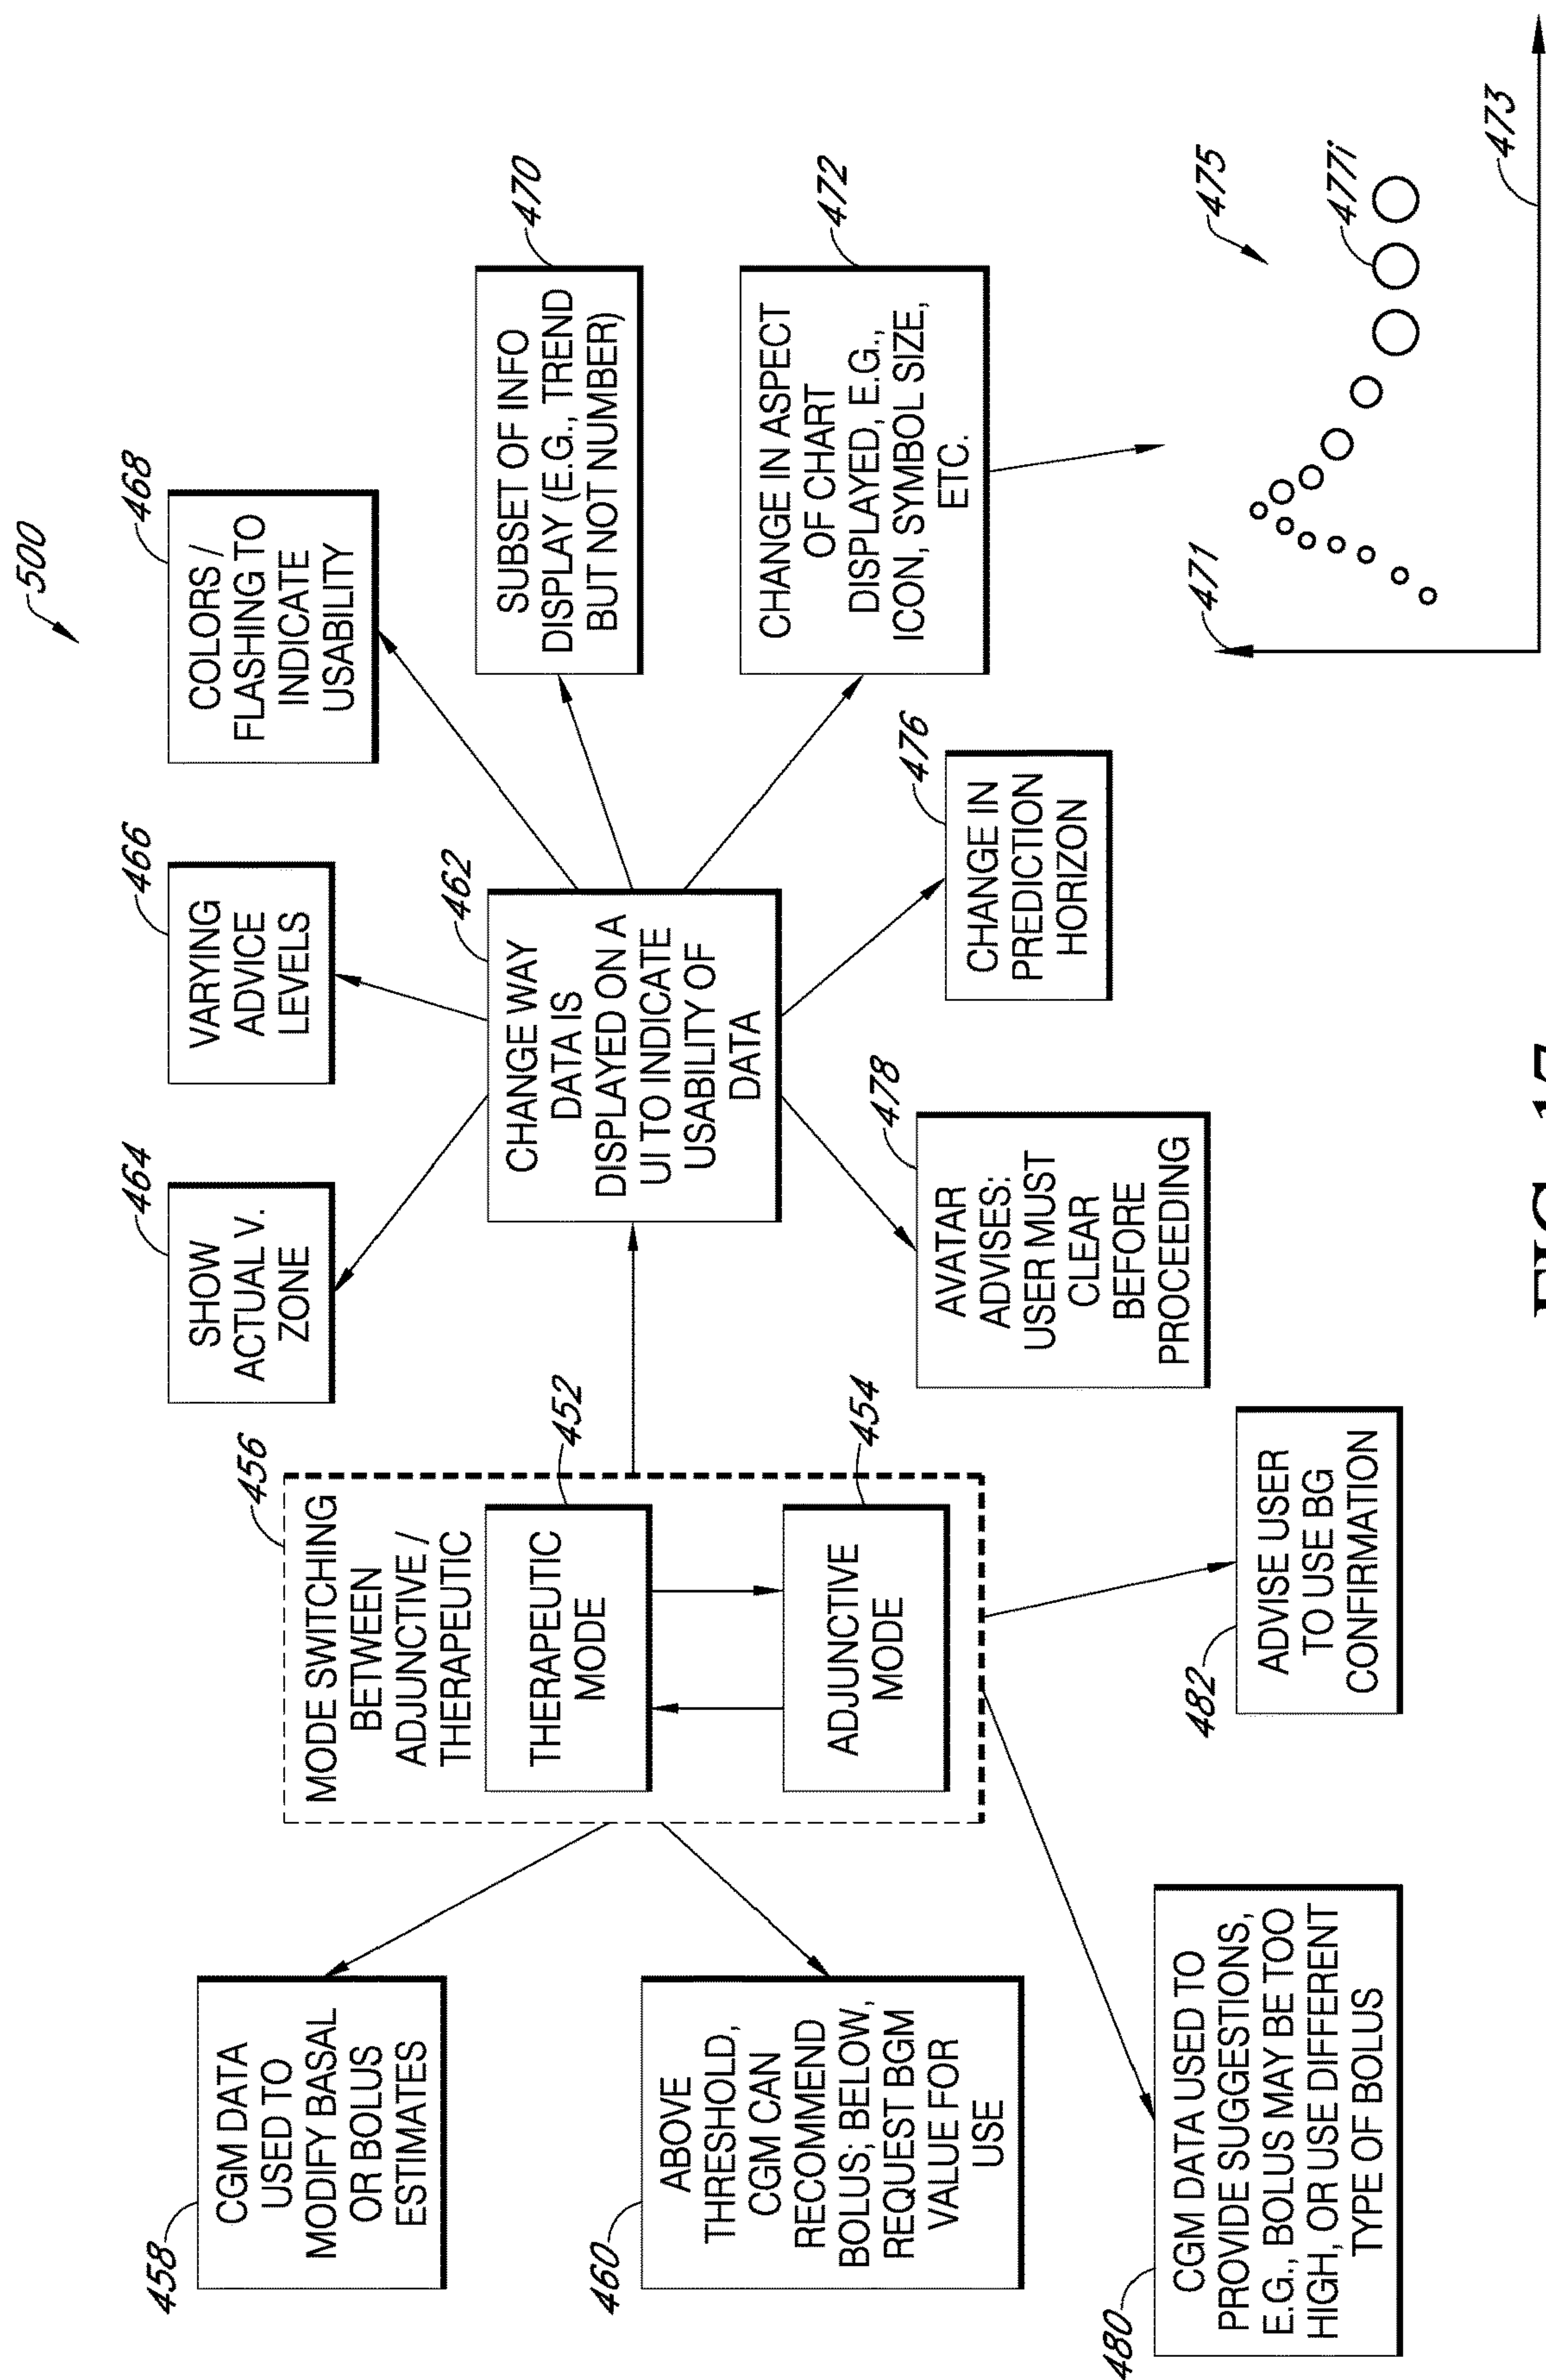 500
458
CGM DATA
USED TO
MODIFY BASAL
OR BOLUS
ESTIMATES
456
MODE SWITCHING
BETWEEN
ADJUNCTIVE /
THERAPEUTIC
464
SHOW
ACTUAL V.
ZONE
466
VARYING
ADVICE
LEVELS
468
COLORS /
FLASHING TO
INDICATE
USABILITY
460
ABOVE
THRESHOLD,
CGM CAN
RECOMMEND
BOLUS; BELOW,
REQUEST BGM
VALUE FOR
USE
452
THERAPEUTIC
MODE
454
ADJUNCTIVE
MODE
462
CHANGE WAY
DATA IS
DISPLAYED ON A
UI TO INDICATE
USABILITY OF
DATA
470
SUBSET OF INFO
DISPLAY (E.G., TREND
BUT NOT NUMBER)
472
CHANGE IN ASPECT
OF CHART
DISPLAYED, E.G.,
ICON, SYMBOL SIZE,
ETC.
480
CGM DATA USED TO
PROVIDE SUGGESTIONS,
E.G., BOLUS MAY BE TOO
HIGH, OR USE DIFFERENT
TYPE OF BOLUS
482
ADVISE USER
TO USE BG
CONFIRMATION
478
AVATAR
ADVISES:
USER MUST
CLEAR
BEFORE
PROCEEDING
476
CHANGE IN
PREDICTION
HORIZON
471
475
477i
473
FIG. 17